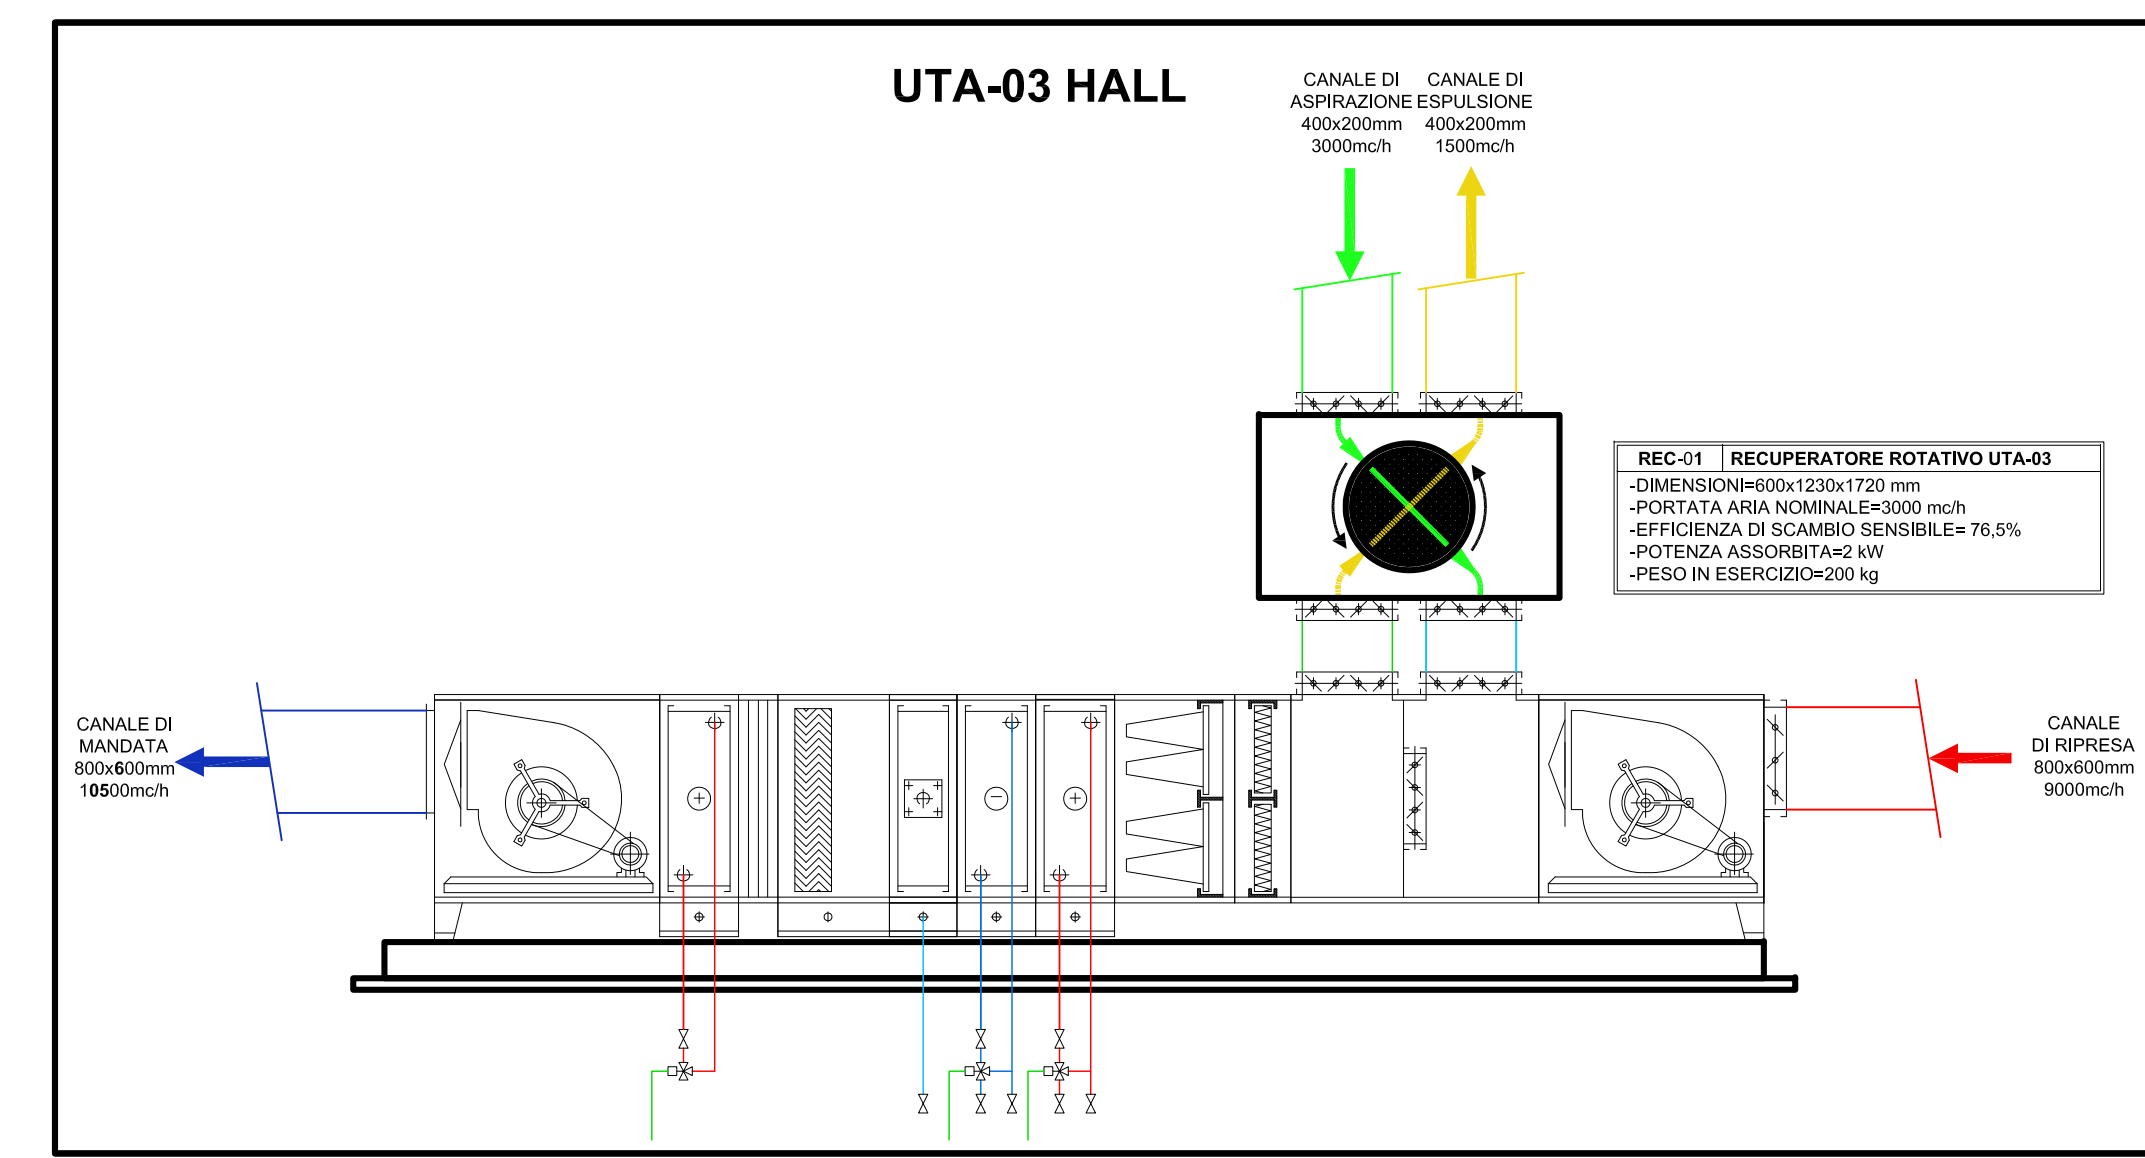 UTA-03 HALL
CANALE DI
ASPIRAZIONE
400x200mm
3000mc/h
CANALE DI
ESPULSIONE
400x200mm
1500mc/h
REC-01 RECUPERATORE ROTATIVO UTA-03
-DIMENSIONI=600x1230x1720 mm
-PORTATA ARIA NOMINALE=3000 mc/h
-EFFICIENZA DI SCAMBIO SENSIBILE= 76,5%
-POTENZA ASSORBITA=2 kW
-PESO IN ESERCIZIO=200 kg
CANALE DI
MANDATA
800x600mm
10500mc/h
CANALE
DI RIPRESA
800x600mm
9000mc/h